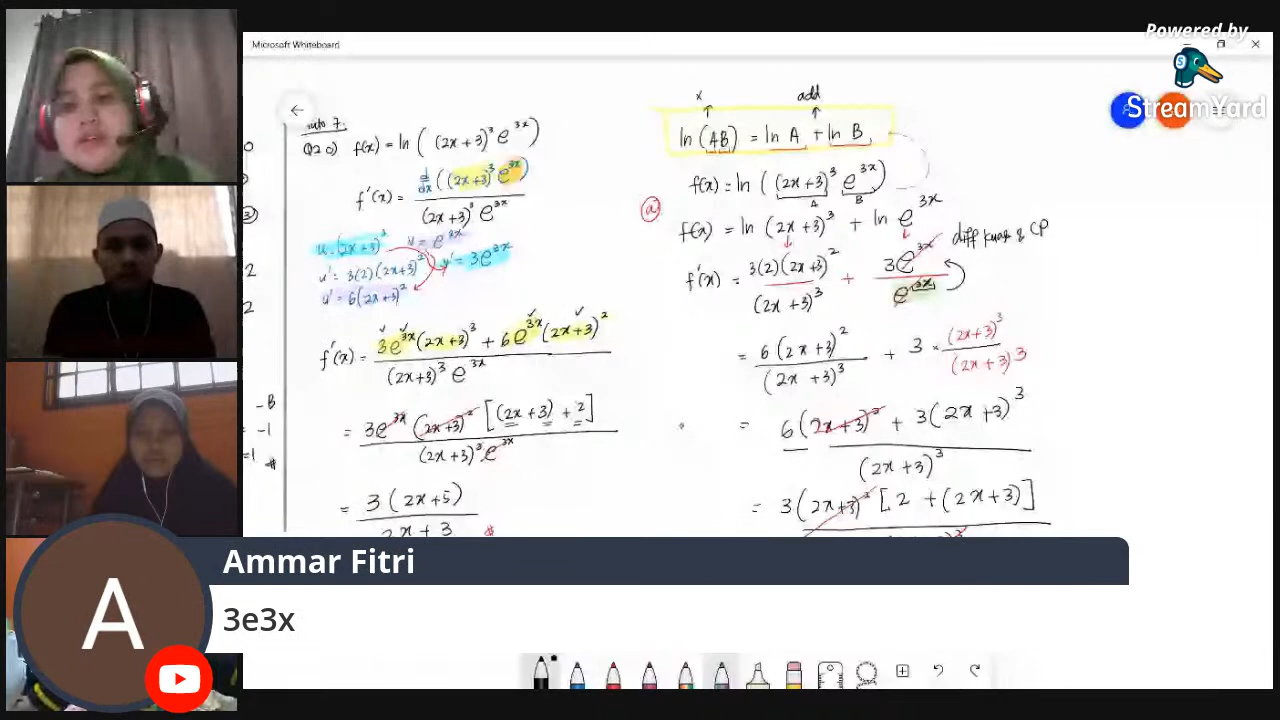 Microsoft Whiteboard
Powered by
StreamYard
Q2 c) f(x) = ln ( (2x+3)³ e^3x )
f'(x) = d/dx ( (2x+3)³ e^3x )
(2x+3)³ e^3x
u = (2x+3)³ v = e^3x
u' = 3(2)(2x+3)² v' = 3e^3x
u' = 6(2x+3)²
f'(x) = 3e^3x (2x+3)³ + 6e^3x (2x+3)²
(2x+3)³ e^3x
= 3e^3x (2x+3)² [(2x+3) + 2]
(2x+3)³ e^3x
= 3 (2x+5)
2x + 3 #
x add
ln (AB) = ln A + ln B
f(x) = ln ( (2x+3)³ e^3x )
A B
a
f(x) = ln (2x+3)³ + ln e^3x
f'(x) = 3(2)(2x+3)² + 3e^3x
(2x+3)³ e^3x
= 6(2x+3)² + 3 × (2x+3)³
(2x+3)³ (2x+3)³
= 6(2x+3)² + 3(2x+3)³
(2x+3)³
= 3(2x+3)² [2 + (2x+3)]
-B
= -1
=1
#
Ammar Fitri
A
3e3x